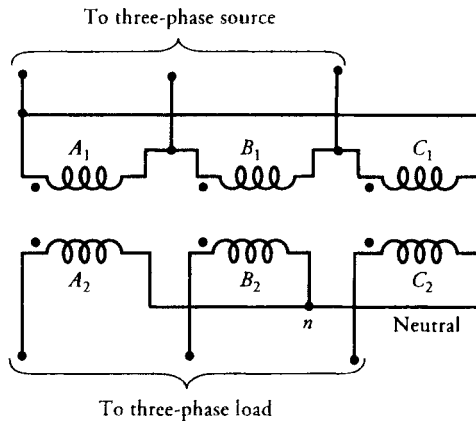 To three-phase source
A₁ B₁ C₁
A₂ B₂ C₂
n Neutral
To three-phase load